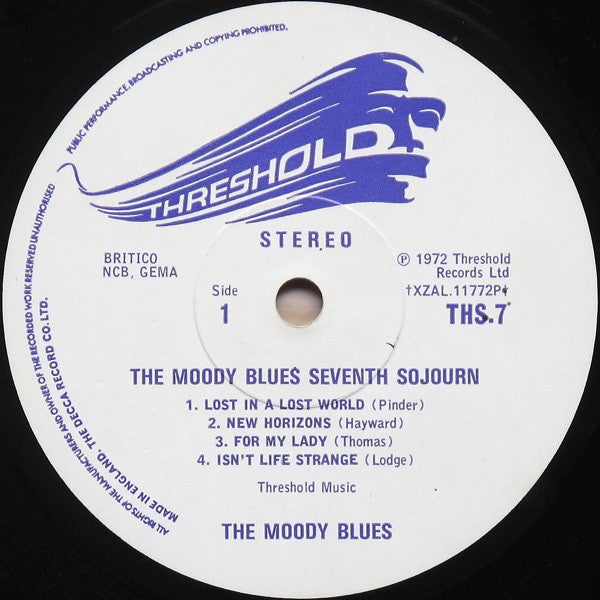 ALL RIGHTS OF THE MANUFACTURERS AND OWNER OF THE RECORDED WORK RESERVED UNAUTHORISED
PUBLIC PERFORMANCE, BROADCASTING AND COPYING PROHIBITED.
MADE IN ENGLAND. THE DECCA RECORD CO. LTD.
THRESHOLD
STEREO
BRITICO
NCB, GEMA
℗ 1972 Threshold
Records Ltd
Side
1
†XZAL.11772P†
THS.7
THE MOODY BLUES SEVENTH SOJOURN
1. LOST IN A LOST WORLD (Pinder)
2. NEW HORIZONS (Hayward)
3. FOR MY LADY (Thomas)
4. ISN'T LIFE STRANGE (Lodge)
Threshold Music
THE MOODY BLUES